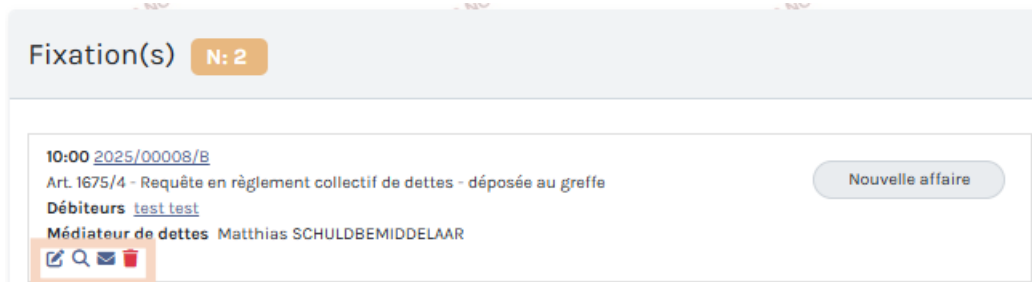 Fixation(s) N: 2
10:00 2025/00008/B
Art. 1675/4 - Requête en règlement collectif de dettes - déposée au greffe
Nouvelle affaire
Débiteurs test test
Médiateur de dettes Matthias SCHULDBEMIDDELAAR